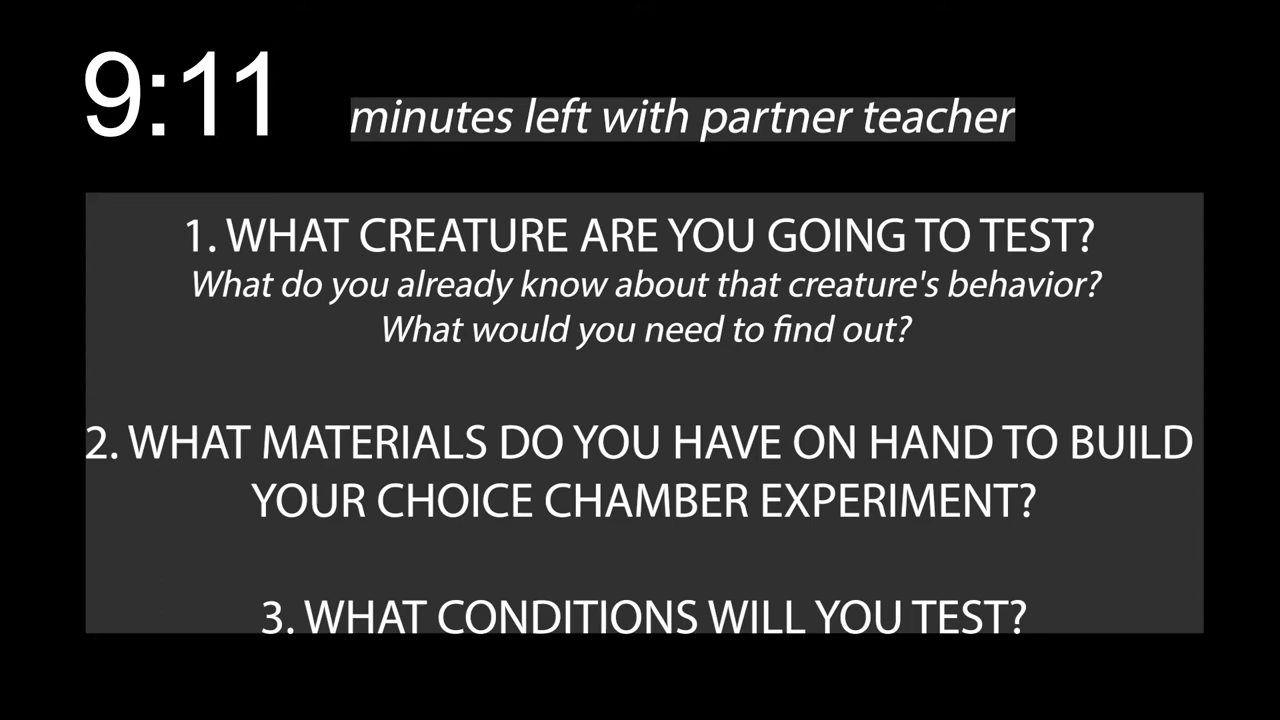 9:11
minutes left with partner teacher
1. WHAT CREATURE ARE YOU GOING TO TEST?
What do you already know about that creature's behavior?
What would you need to find out?
2. WHAT MATERIALS DO YOU HAVE ON HAND TO BUILD
YOUR CHOICE CHAMBER EXPERIMENT?
3. WHAT CONDITIONS WILL YOU TEST?